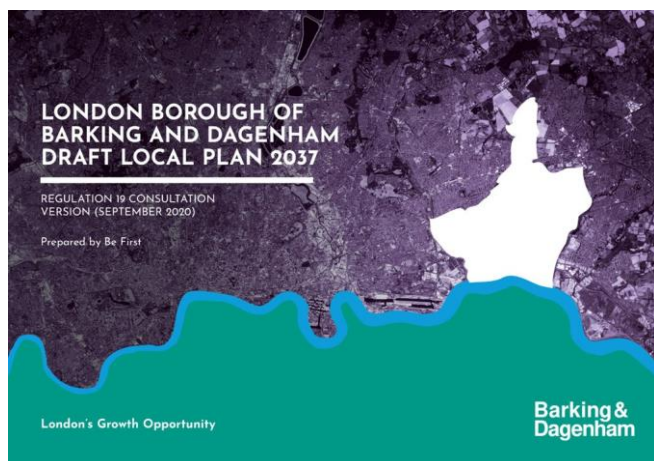 LONDON BOROUGH OF
BARKING AND DAGENHAM
DRAFT LOCAL PLAN 2037
REGULATION 19 CONSULTATION
VERSION (SEPTEMBER 2020)
Prepared by Be First
London's Growth Opportunity
Barking &
Dagenham